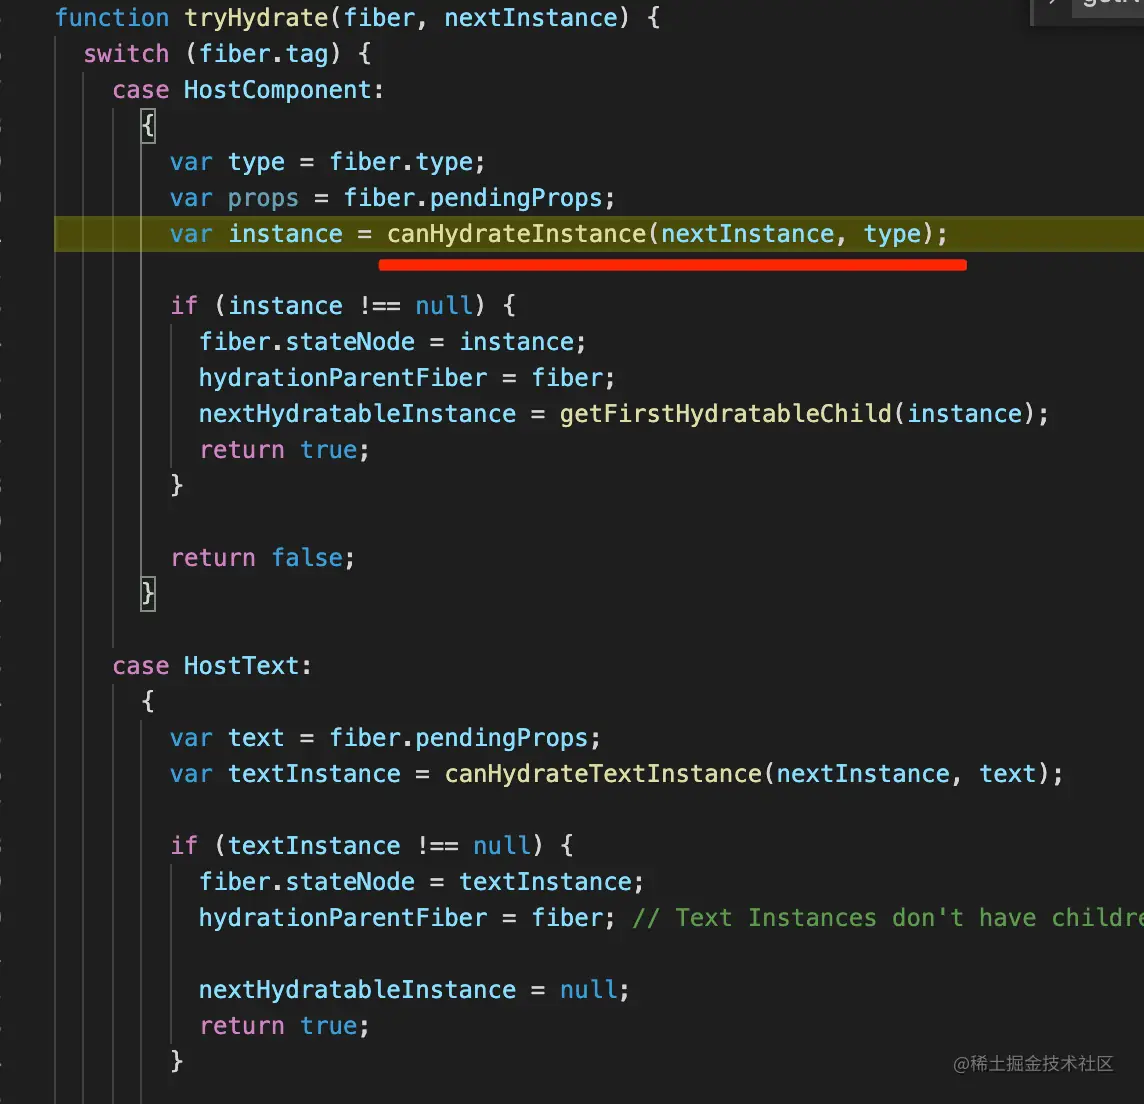 function tryHydrate(fiber, nextInstance) {
switch (fiber.tag) {
case HostComponent:
{
var type = fiber.type;
var props = fiber.pendingProps;
var instance = canHydrateInstance(nextInstance, type);
if (instance !== null) {
fiber.stateNode = instance;
hydrationParentFiber = fiber;
nextHydratableInstance = getFirstHydratableChild(instance);
return true;
}
return false;
}
case HostText:
{
var text = fiber.pendingProps;
var textInstance = canHydrateTextInstance(nextInstance, text);
if (textInstance !== null) {
fiber.stateNode = textInstance;
hydrationParentFiber = fiber; // Text Instances don't have childre
nextHydratableInstance = null;
return true;
}
@稀土掘金技术社区